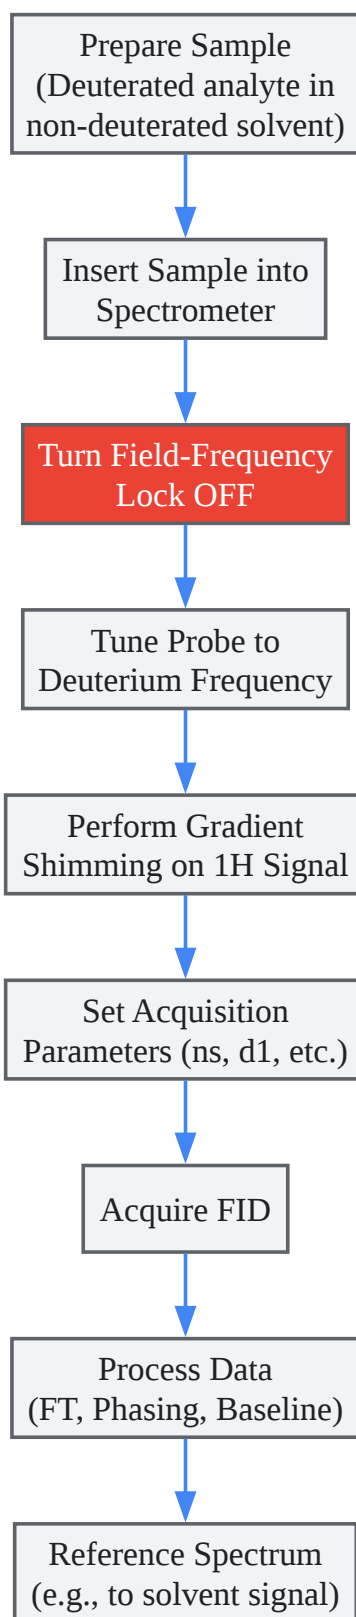 Prepare Sample
(Deuterated analyte in
non-deuterated solvent)
Insert Sample into
Spectrometer
Turn Field-Frequency
Lock OFF
Tune Probe to
Deuterium Frequency
Perform Gradient
Shimming on 1H Signal
Set Acquisition
Parameters (ns, d1, etc.)
Acquire FID
Process Data
(FT, Phasing, Baseline)
Reference Spectrum
(e.g., to solvent signal)